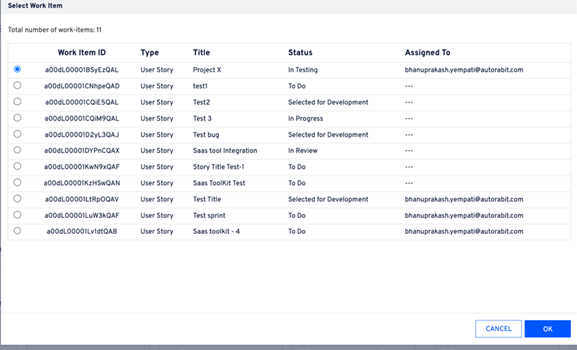 Select Work Item
Total number of work-items: 11
Work Item ID Type Title Status Assigned To
a00dL00001BSyEzQAL User Story Project X In Testing bhanuprakash.yempati@autorabit.com
a00dL00001CNhpeQAD User Story test1 To Do ---
a00dL00001CQiE5QAL User Story Test2 Selected for Development ---
a00dL00001CQiM9QAL User Story Test 3 In Progress ---
a00dL00001D2yL3QAJ User Story Test bug Selected for Development ---
a00dL00001DYPnCQAX User Story Saas tool Integration In Review ---
a00dL00001KwN9xQAF User Story Story Title Test-1 To Do ---
a00dL00001KzHSwQAN User Story Saas ToolKit Test To Do ---
a00dL00001LtRpOQAV User Story Test Title Selected for Development bhanuprakash.yempati@autorabit.com
a00dL00001LuW3kQAF User Story Test sprint To Do bhanuprakash.yempati@autorabit.com
a00dL00001Lv1dtQAB User Story Saas toolkit - 4 To Do bhanuprakash.yempati@autorabit.com
CANCEL OK